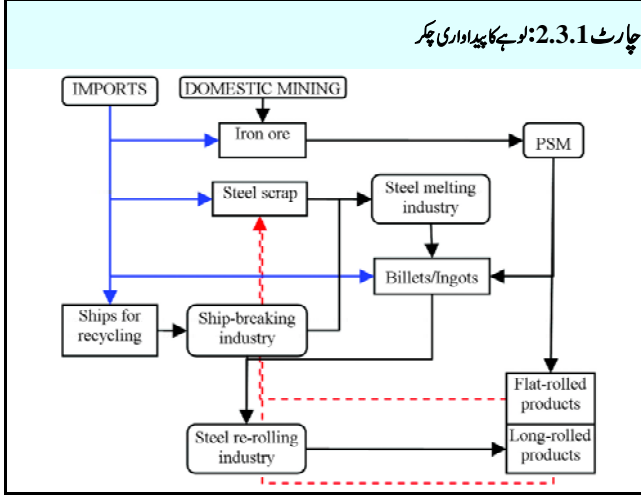 چارٹ 2.3.1: لوہے کا پیداواری چکر
IMPORTS
DOMESTIC MINING
Iron ore
PSM
Steel scrap
Steel melting
industry
Billets/Ingots
Ships for
recycling
Ship-breaking
industry
Flat-rolled
products
Steel re-rolling
industry
Long-rolled
products